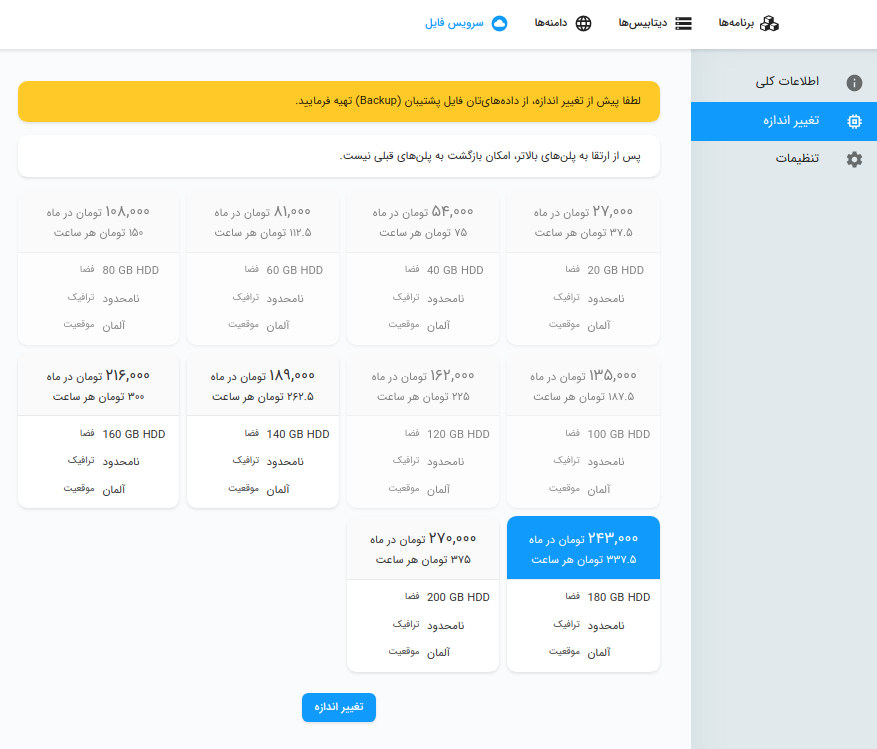 برنامه‌ها
دیتابیس‌ها
دامنه‌ها
سرویس فایل
اطلاعات کلی
تغییر اندازه
تنظیمات
لطفا پیش از تغییر اندازه، از داده‌های‌تان فایل پشتیبان (Backup) تهیه فرمایید.
پس از ارتقا به پلن‌های بالاتر، امکان بازگشت به پلن‌های قبلی نیست.
۲۷,۰۰۰ تومان در ماه
۳۷.۵ تومان هر ساعت
فضا 20 GB HDD
ترافیک نامحدود
موقعیت آلمان
۵۴,۰۰۰ تومان در ماه
۷۵ تومان هر ساعت
فضا 40 GB HDD
ترافیک نامحدود
موقعیت آلمان
۸۱,۰۰۰ تومان در ماه
۱۱۲.۵ تومان هر ساعت
فضا 60 GB HDD
ترافیک نامحدود
موقعیت آلمان
۱۰۸,۰۰۰ تومان در ماه
۱۵۰ تومان هر ساعت
فضا 80 GB HDD
ترافیک نامحدود
موقعیت آلمان
۱۳۵,۰۰۰ تومان در ماه
۱۸۷.۵ تومان هر ساعت
فضا 100 GB HDD
ترافیک نامحدود
موقعیت آلمان
۱۶۲,۰۰۰ تومان در ماه
۲۲۵ تومان هر ساعت
فضا 120 GB HDD
ترافیک نامحدود
موقعیت آلمان
۱۸۹,۰۰۰ تومان در ماه
۲۶۲.۵ تومان هر ساعت
فضا 140 GB HDD
ترافیک نامحدود
موقعیت آلمان
۲۱۶,۰۰۰ تومان در ماه
۳۰۰ تومان هر ساعت
فضا 160 GB HDD
ترافیک نامحدود
موقعیت آلمان
۲۴۳,۰۰۰ تومان در ماه
۳۳۷.۵ تومان هر ساعت
فضا 180 GB HDD
ترافیک نامحدود
موقعیت آلمان
۲۷۰,۰۰۰ تومان در ماه
۳۷۵ تومان هر ساعت
فضا 200 GB HDD
ترافیک نامحدود
موقعیت آلمان
تغییر اندازه